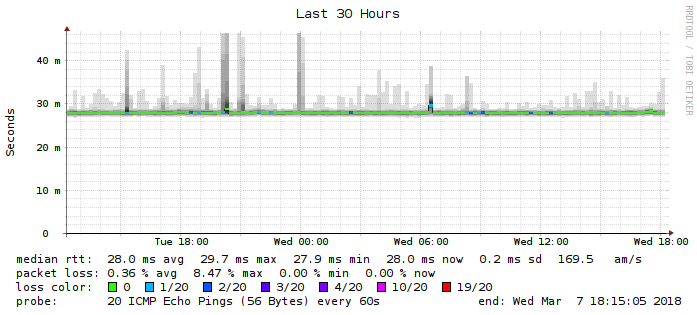 Last 30 Hours
RRDTOOL / TOBI OETIKER
Seconds
40 m
30 m
20 m
10 m
0
Tue 18:00 Wed 00:00 Wed 06:00 Wed 12:00 Wed 18:00
median rtt: 28.0 ms avg 29.7 ms max 27.9 ms min 28.0 ms now 0.2 ms sd 169.5 am/s
packet loss: 0.36 % avg 8.47 % max 0.00 % min 0.00 % now
loss color: 0 1/20 2/20 3/20 4/20 10/20 19/20
probe: 20 ICMP Echo Pings (56 Bytes) every 60s end: Wed Mar 7 18:15:05 2018